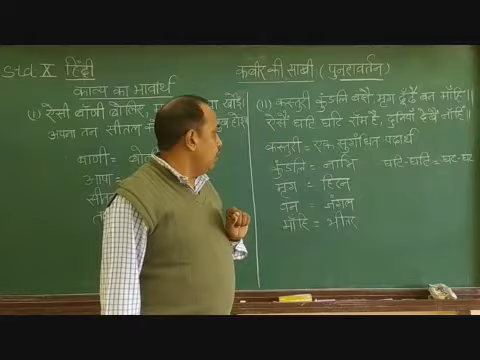 Std X हिंदी
कबीर की साखी (पुनरावर्तन)
काव्य का भावार्थ
(I) ऐसी बाँणी बोलिए,
अपना तन सीतल
बाणी =
आपा =
(II) कस्तूरी कुंडलि बसै, मृग ढूँढै बन माँहि।
ऐसैं घटि घटि राँम है, दुनियाँ देखै नाँहिं॥
कस्तूरी = एक सुगंधित पदार्थ
कुंडलि = नाभि
घटि-घटि = घट-घट
मृग = हिरन
वन = जंगल
माँहि = भीतर